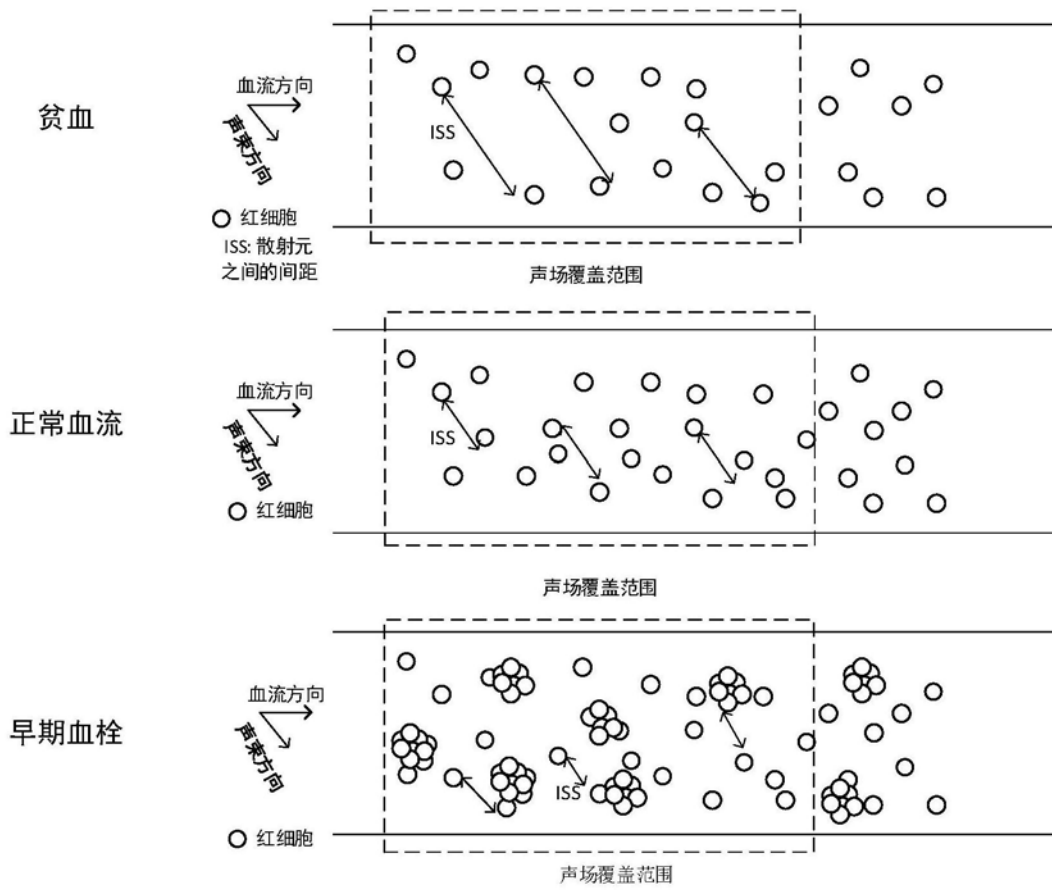 血流方向
贫血
ISS
声束方向
红细胞
ISS: 散射元
之间的间距
声场覆盖范围
血流方向
正常血流
ISS
声束方向
红细胞
声场覆盖范围
血流方向
早期血栓
声束方向
ISS
红细胞
声场覆盖范围